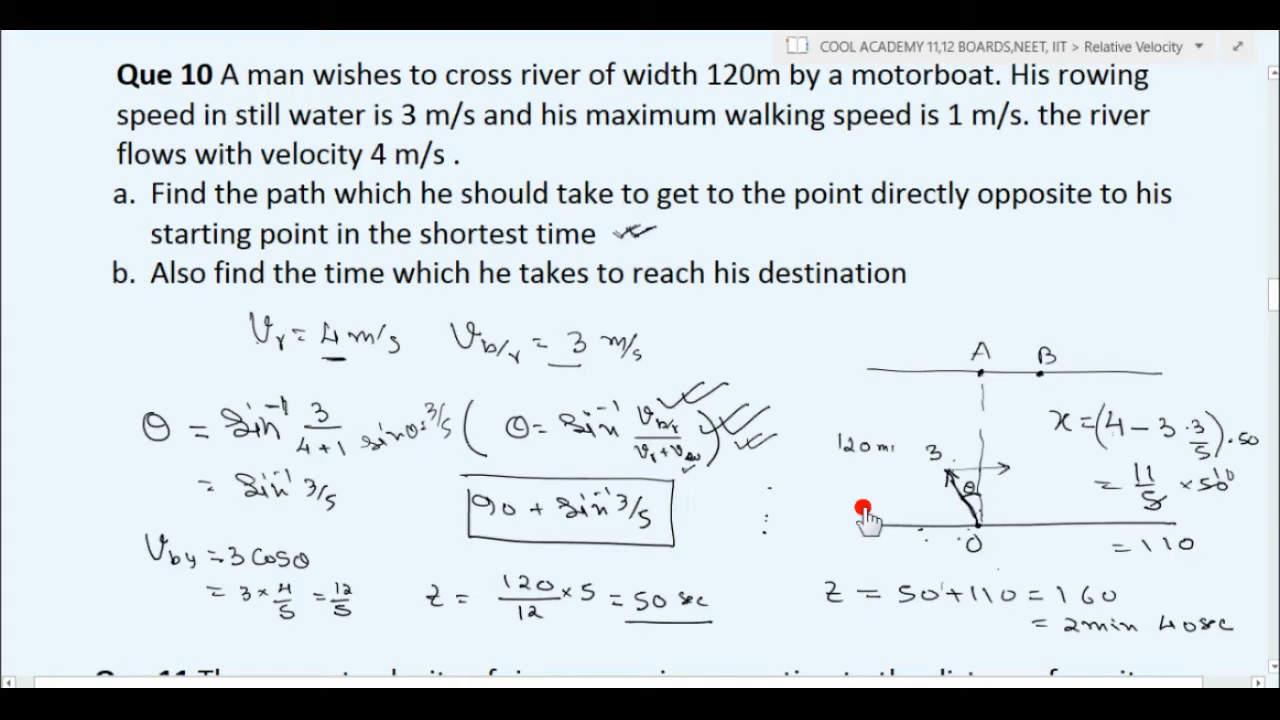 COOL ACADEMY 11,12 BOARDS,NEET, IIT > Relative Velocity
Que 10 A man wishes to cross river of width 120m by a motorboat. His rowing
speed in still water is 3 m/s and his maximum walking speed is 1 m/s. the river
flows with velocity 4 m/s .
a. Find the path which he should take to get to the point directly opposite to his
starting point in the shortest time
b. Also find the time which he takes to reach his destination
Vr = 4 m/s Vb/r = 3 m/s
A B
θ = sin⁻¹ 3/(4+1) sinθ = 3/5 ( θ = sin⁻¹ Vbr/(Vr + Vω) )
120m 3 θ
x = (4 - 3 · 3/5) · 50
= sin⁻¹ 3/5
90 + sin⁻¹ 3/5
= 11/5 × 50
O
= 110
Vby = 3 cosθ
= 3 × 4/5 = 12/5
t = 120/12 × 5 = 50 sec
t = 50 + 110 = 160
= 2 min 40 sec